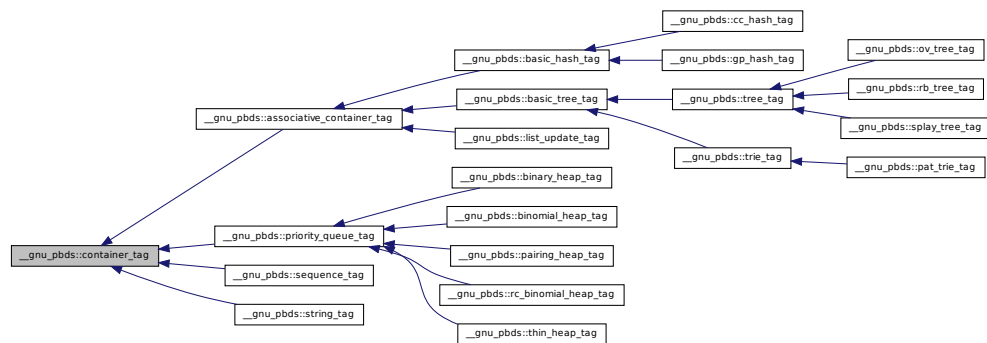 __gnu_pbds::cc_hash_tag
__gnu_pbds::ov_tree_tag
__gnu_pbds::basic_hash_tag
__gnu_pbds::gp_hash_tag
__gnu_pbds::rb_tree_tag
__gnu_pbds::basic_tree_tag
__gnu_pbds::tree_tag
__gnu_pbds::associative_container_tag
__gnu_pbds::splay_tree_tag
__gnu_pbds::list_update_tag
__gnu_pbds::trie_tag
__gnu_pbds::pat_trie_tag
__gnu_pbds::binary_heap_tag
__gnu_pbds::binomial_heap_tag
__gnu_pbds::priority_queue_tag
__gnu_pbds::container_tag
__gnu_pbds::pairing_heap_tag
__gnu_pbds::sequence_tag
__gnu_pbds::rc_binomial_heap_tag
__gnu_pbds::string_tag
__gnu_pbds::thin_heap_tag